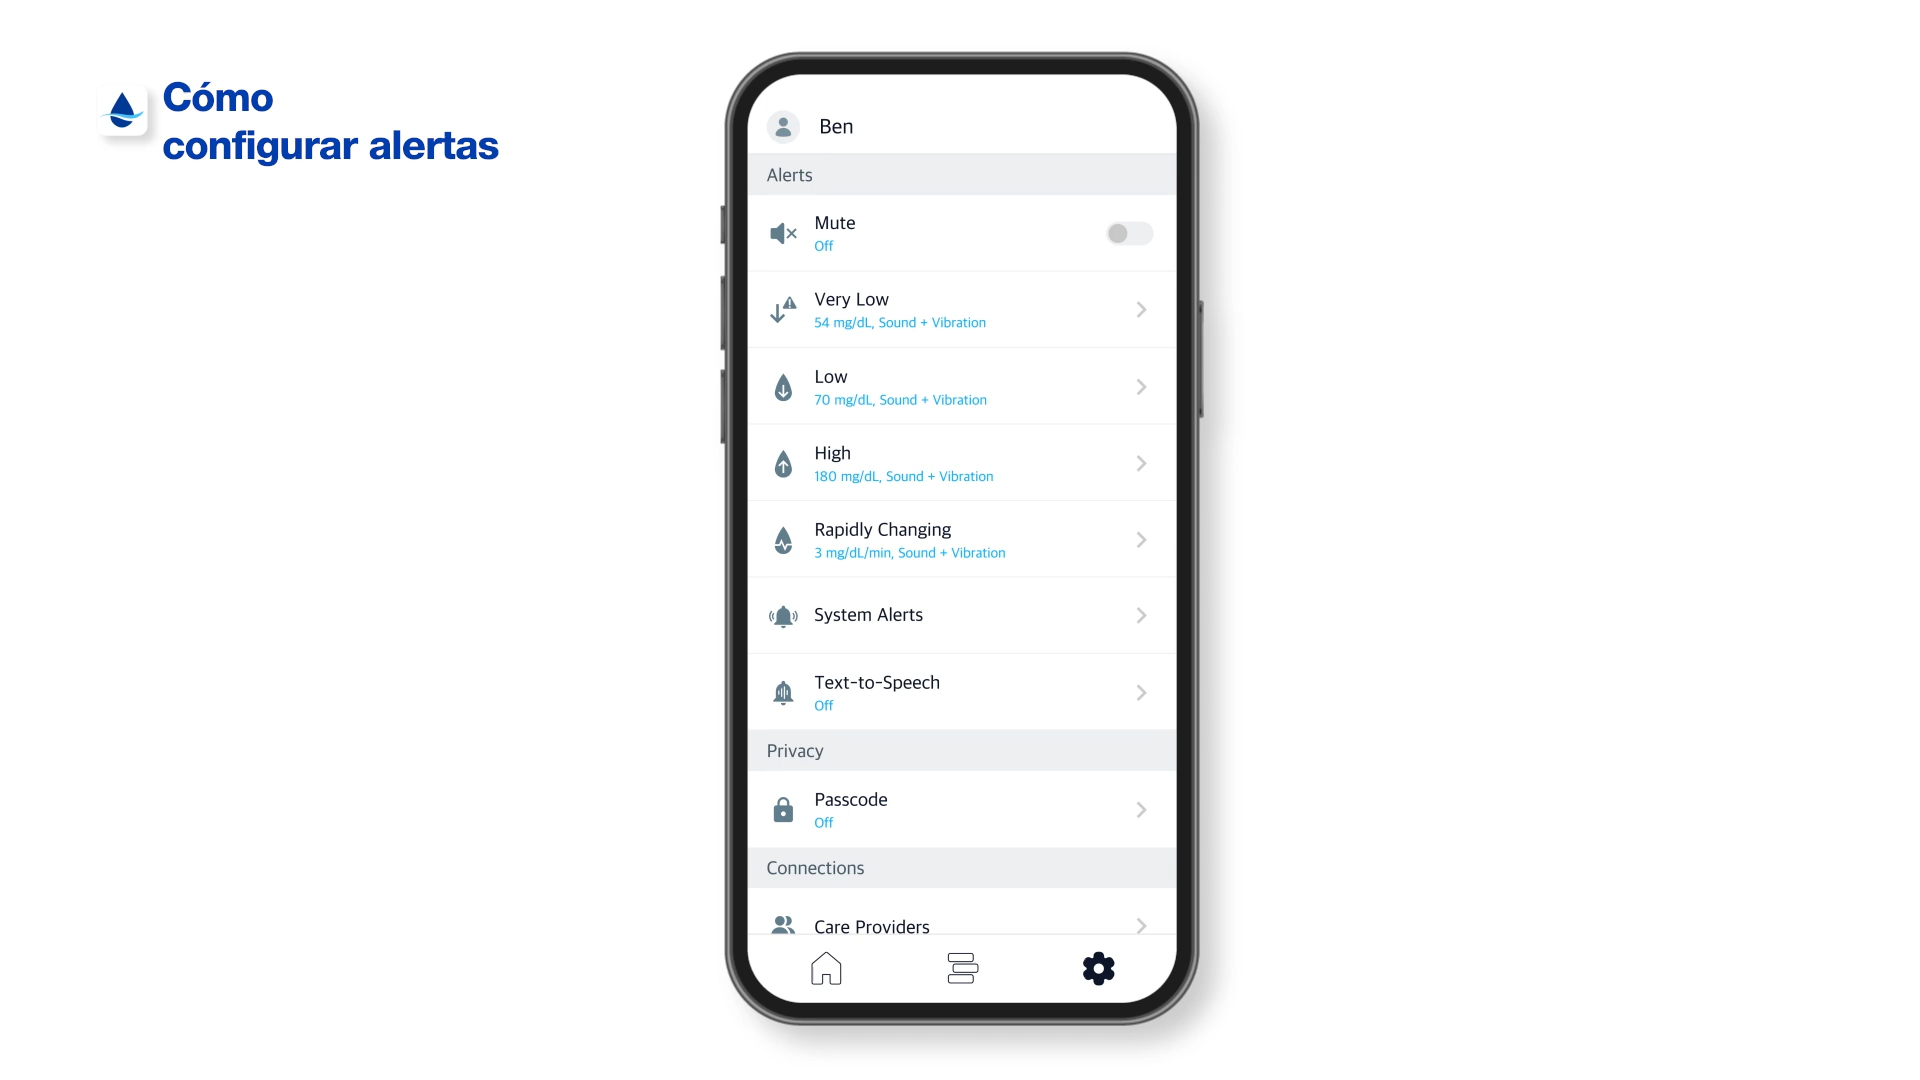 Cómo
configurar alertas
Ben
Alerts
Mute
Off
Very Low
54 mg/dL, Sound + Vibration
Low
70 mg/dL, Sound + Vibration
High
180 mg/dL, Sound + Vibration
Rapidly Changing
3 mg/dL/min, Sound + Vibration
System Alerts
Text-to-Speech
Off
Privacy
Passcode
Off
Connections
Care Providers